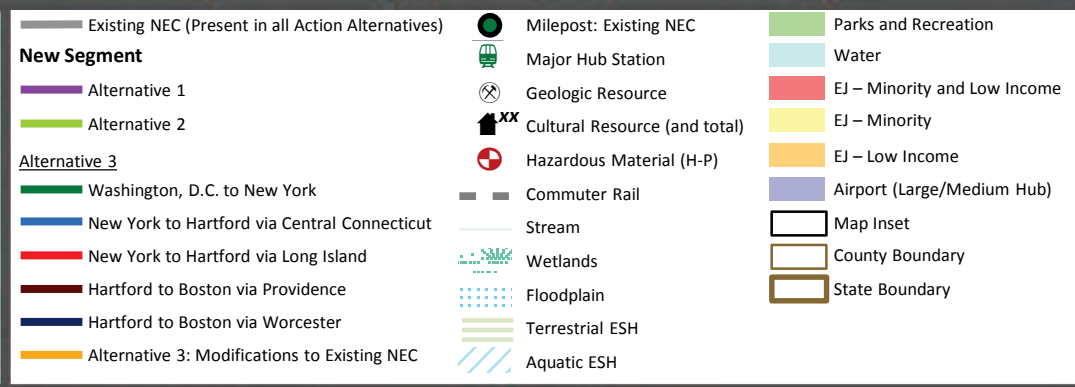 Existing NEC (Present in all Action Alternatives)
New Segment
Alternative 1
Alternative 2
Alternative 3
Washington, D.C. to New York
New York to Hartford via Central Connecticut
New York to Hartford via Long Island
Hartford to Boston via Providence
Hartford to Boston via Worcester
Alternative 3: Modifications to Existing NEC
Milepost: Existing NEC
Major Hub Station
Geologic Resource
XX Cultural Resource (and total)
Hazardous Material (H-P)
Commuter Rail
Stream
Wetlands
Floodplain
Terrestrial ESH
Aquatic ESH
Parks and Recreation
Water
EJ – Minority and Low Income
EJ – Minority
EJ – Low Income
Airport (Large/Medium Hub)
Map Inset
County Boundary
State Boundary